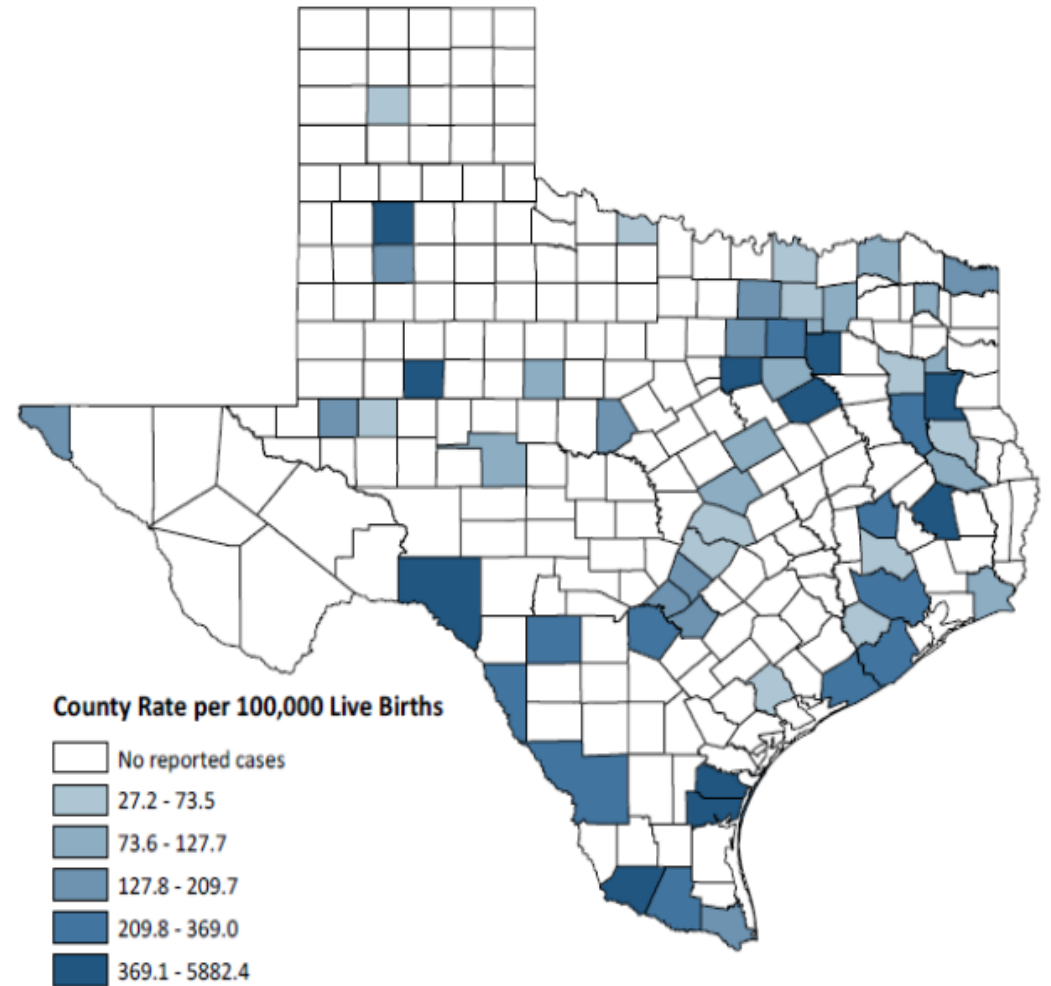 County Rate per 100,000 Live Births
No reported cases
27.2 - 73.5
73.6 - 127.7
127.8 - 209.7
209.8 - 369.0
369.1 - 5882.4